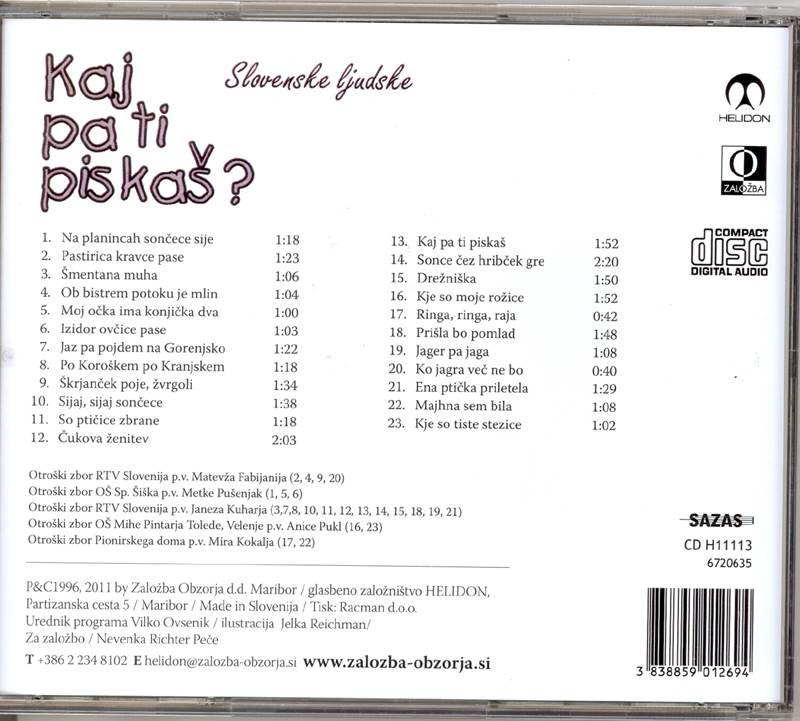 Kaj
pa ti
piskaš?
Slovenske ljudske
HELIDON
ZALOŽBA
COMPACT
disc
DIGITAL AUDIO
1. Na planincah sončece sije 1:18
2. Pastirica kravce pase 1:23
3. Šmentana muha 1:06
4. Ob bistrem potoku je mlin 1:04
5. Moj očka ima konjička dva 1:00
6. Izidor ovčice pase 1:03
7. Jaz pa pojdem na Gorenjsko 1:22
8. Po Koroškem po Kranjskem 1:18
9. Škrjanček poje, žvrgoli 1:34
10. Sijaj, sijaj sončece 1:38
11. So ptičice zbrane 1:18
12. Čukova ženitev 2:03
13. Kaj pa ti piskaš 1:52
14. Sonce čez hribček gre 2:20
15. Drežniška 1:50
16. Kje so moje rožice 1:52
17. Ringa, ringa, raja 0:42
18. Prišla bo pomlad 1:48
19. Jager pa jaga 1:08
20. Ko jagra več ne bo 0:40
21. Ena ptička priletela 1:29
22. Majhna sem bila 1:08
23. Kje so tiste stezice 1:02
Otroški zbor RTV Slovenija p.v. Matevža Fabijanija (2, 4, 9, 20)
Otroški zbor OŠ Sp. Šiška p.v. Metke Pušenjak (1, 5, 6)
Otroški zbor RTV Slovenija p.v. Janeza Kuharja (3,7,8, 10, 11, 12, 13, 14, 15, 18, 19, 21)
Otroški zbor OŠ Mihe Pintarja Tolede, Velenje p.v. Anice Pukl (16, 23)
Otroški zbor Pionirskega doma p.v. Mira Kokalja (17, 22)
P&C1996, 2011 by Založba Obzorja d.d. Maribor / glasbeno založništvo HELIDON,
Partizanska cesta 5 / Maribor / Made in Slovenija / Tisk: Racman d.o.o.
Urednik programa Vilko Ovsenik / ilustracija Jelka Reichman/
Za založbo / Nevenka Richter Peče
T +386 2 234 8102 E helidon@zalozba-obzorja.si www.zalozba-obzorja.si
SAZAS
CD H11113
6720635
3 838859 012694